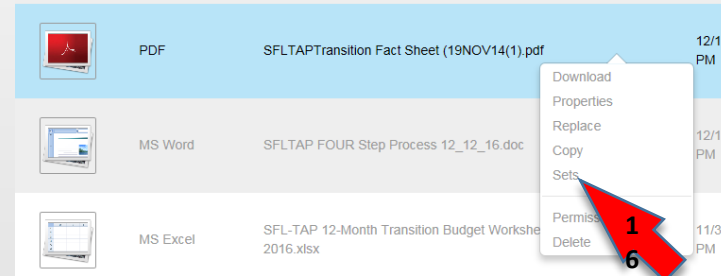 PDF
SFLTAPTransition Fact Sheet (19NOV14(1).pdf
12/1
PM
Download
Properties
Replace
Copy
Sets
MS Word
SFLTAP FOUR Step Process 12_12_16.doc
12/1
PM
Permiss
Delete
1
6
MS Excel
SFL-TAP 12-Month Transition Budget Workshe
2016.xlsx
11/3
PM